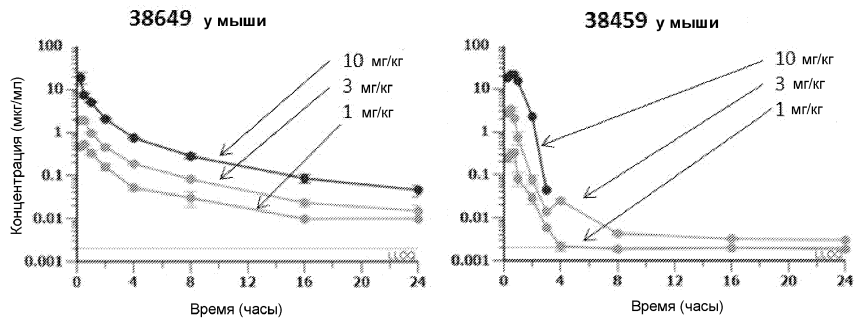 38649 у мыши
Концентрация (мкг/мл)
100
10
1
0.1
0.01
0.001
10 мг/кг
3 мг/кг
1 мг/кг
LLOQ
0 4 8 12 16 20 24
Время (часы)
38459 у мыши
100
10
1
0.1
0.01
0.001
10 мг/кг
3 мг/кг
1 мг/кг
LLOQ
0 4 8 12 16 20 24
Время (часы)